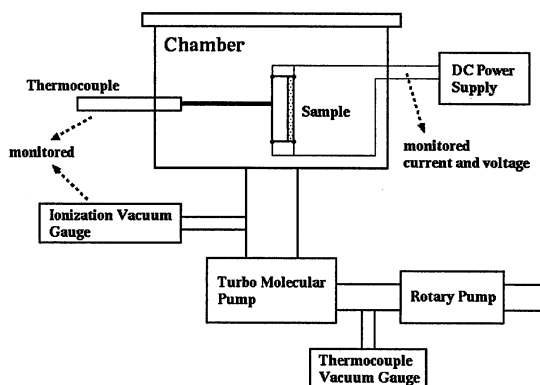 Chamber
Thermocouple
DC Power
Supply
Sample
monitored
monitored
current and voltage
Ionization Vacuum
Gauge
Turbo Molecular
Pump
Rotary Pump
Thermocouple
Vacuum Gauge